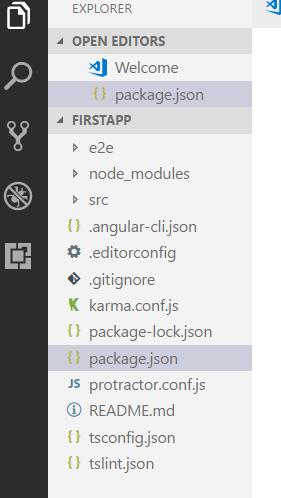 EXPLORER
OPEN EDITORS
Welcome
{ } package.json
FIRSTAPP
e2e
node_modules
src
{ } .angular-cli.json
.editorconfig
.gitignore
karma.conf.js
{ } package-lock.json
{ } package.json
JS protractor.conf.js
README.md
{ } tsconfig.json
{ } tslint.json